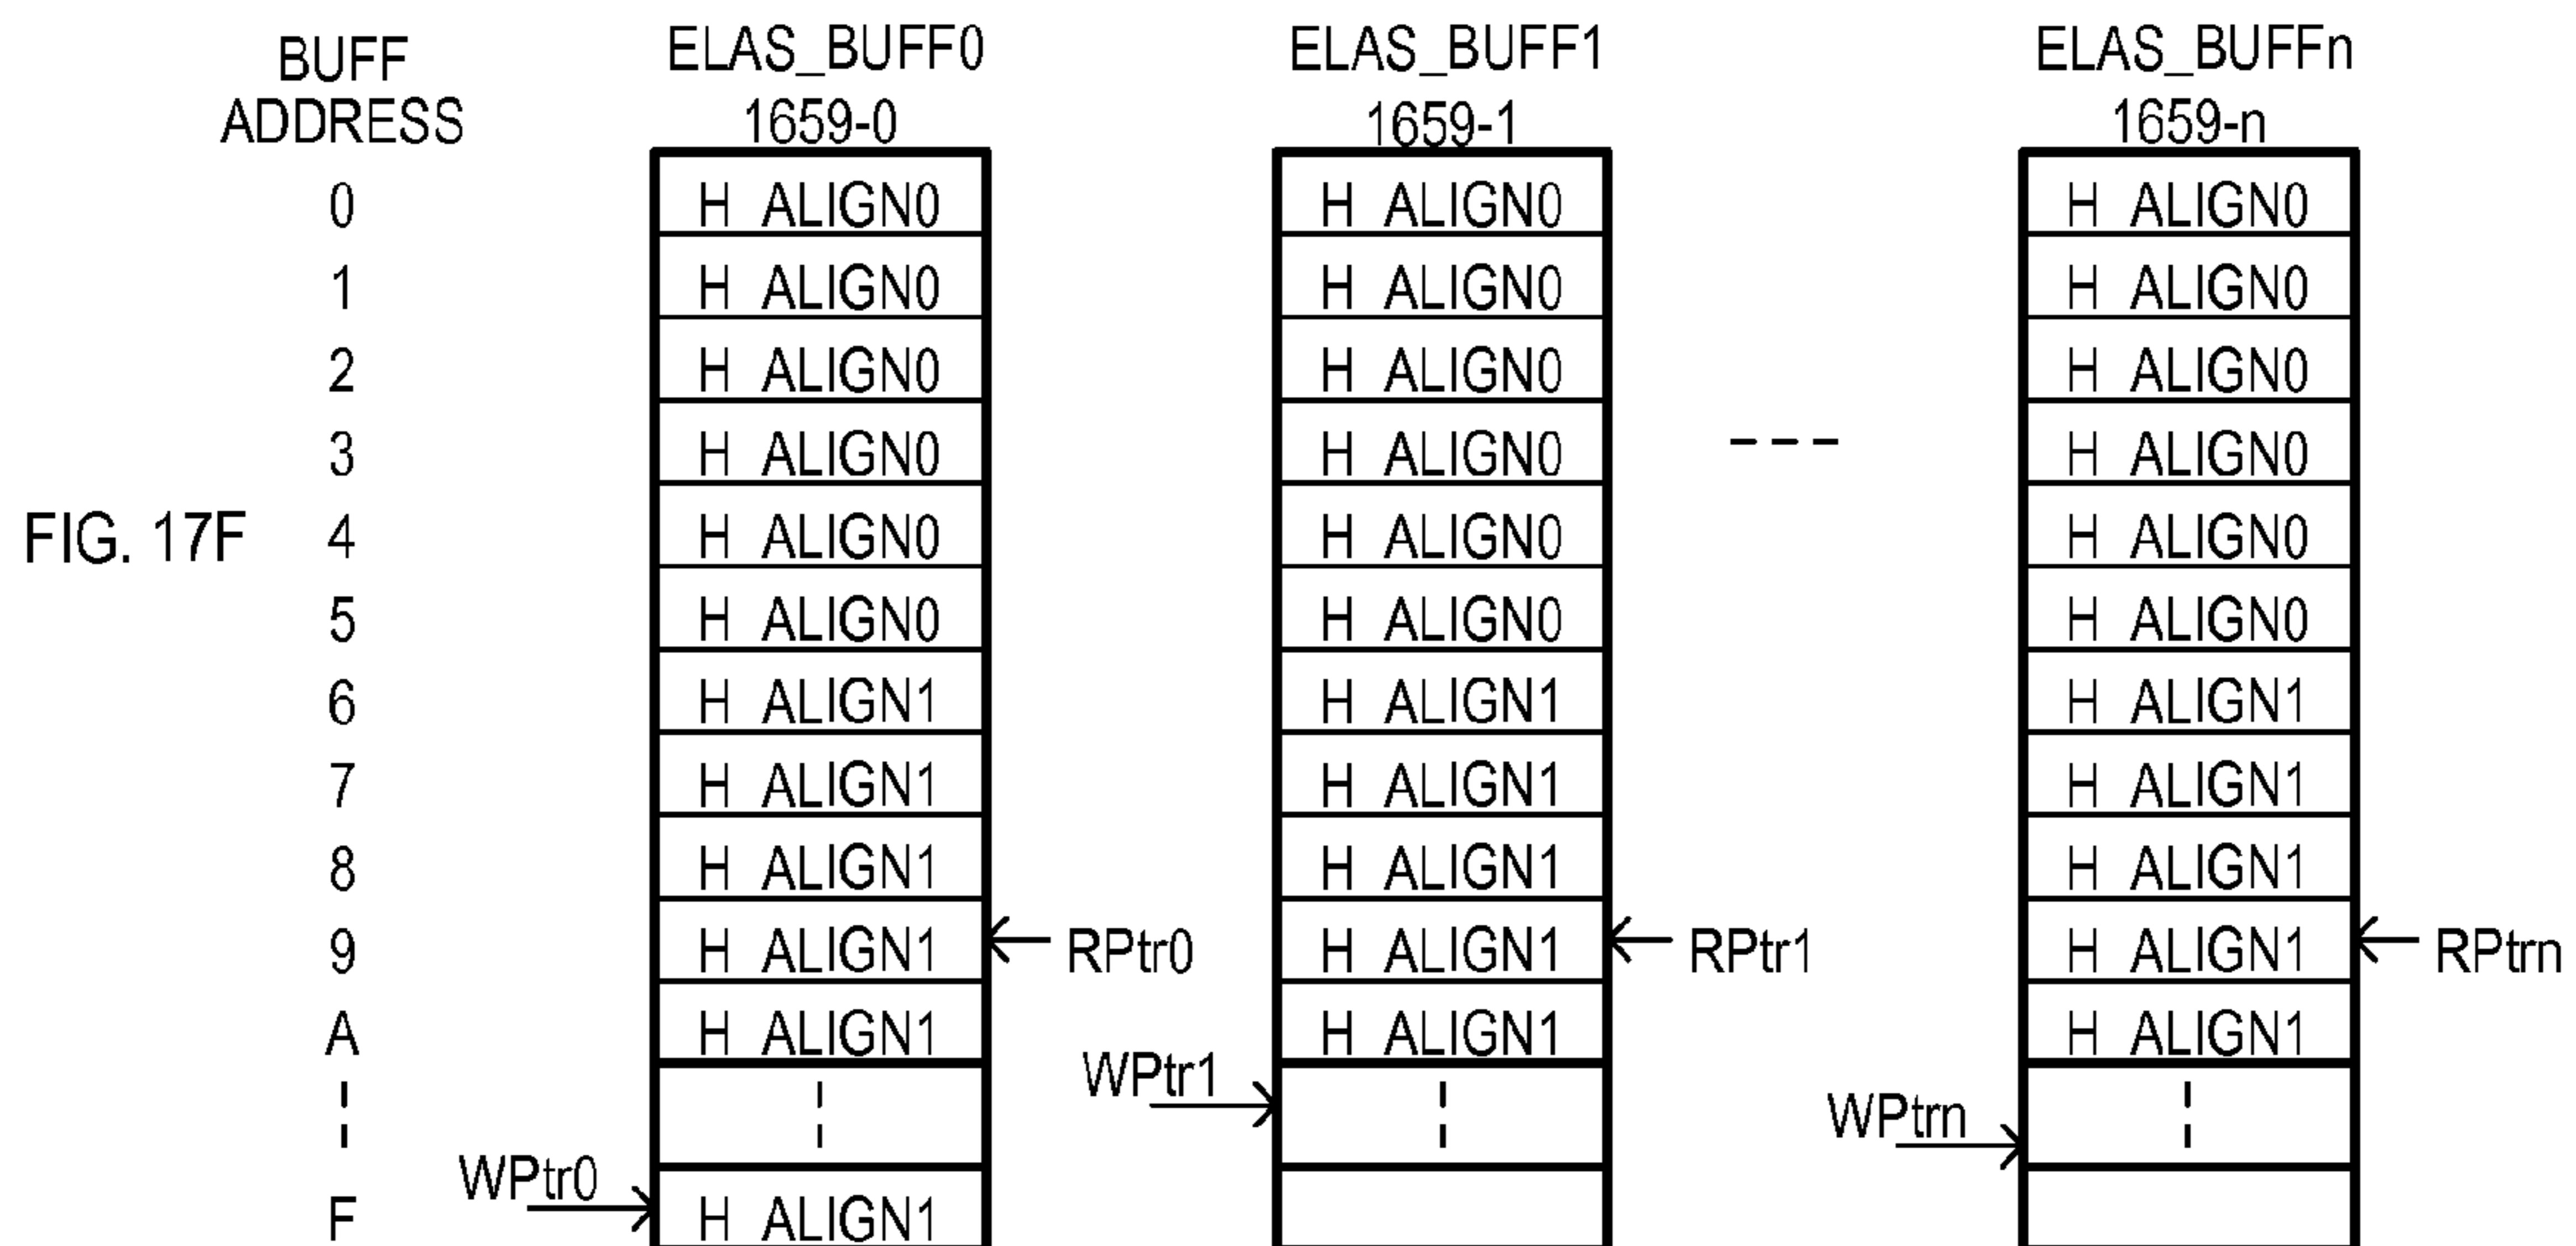 BUFF ADDRESS ELAS_BUFF0 1659-0 ELAS_BUFF1 1659-1 ELAS_BUFFn 1659-n
0 H ALIGN0 H ALIGN0 H ALIGN0
1 H ALIGN0 H ALIGN0 H ALIGN0
2 H ALIGN0 H ALIGN0 H ALIGN0
3 H ALIGN0 H ALIGN0 --- H ALIGN0
FIG. 17F 4 H ALIGN0 H ALIGN0 H ALIGN0
5 H ALIGN0 H ALIGN0 H ALIGN0
6 H ALIGN1 H ALIGN1 H ALIGN1
7 H ALIGN1 H ALIGN1 H ALIGN1
8 H ALIGN1 H ALIGN1 H ALIGN1
9 H ALIGN1 RPtr0 H ALIGN1 RPtr1 H ALIGN1 RPtrn
A H ALIGN1 H ALIGN1 H ALIGN1
WPtr1 WPtrn
WPtr0
F H ALIGN1